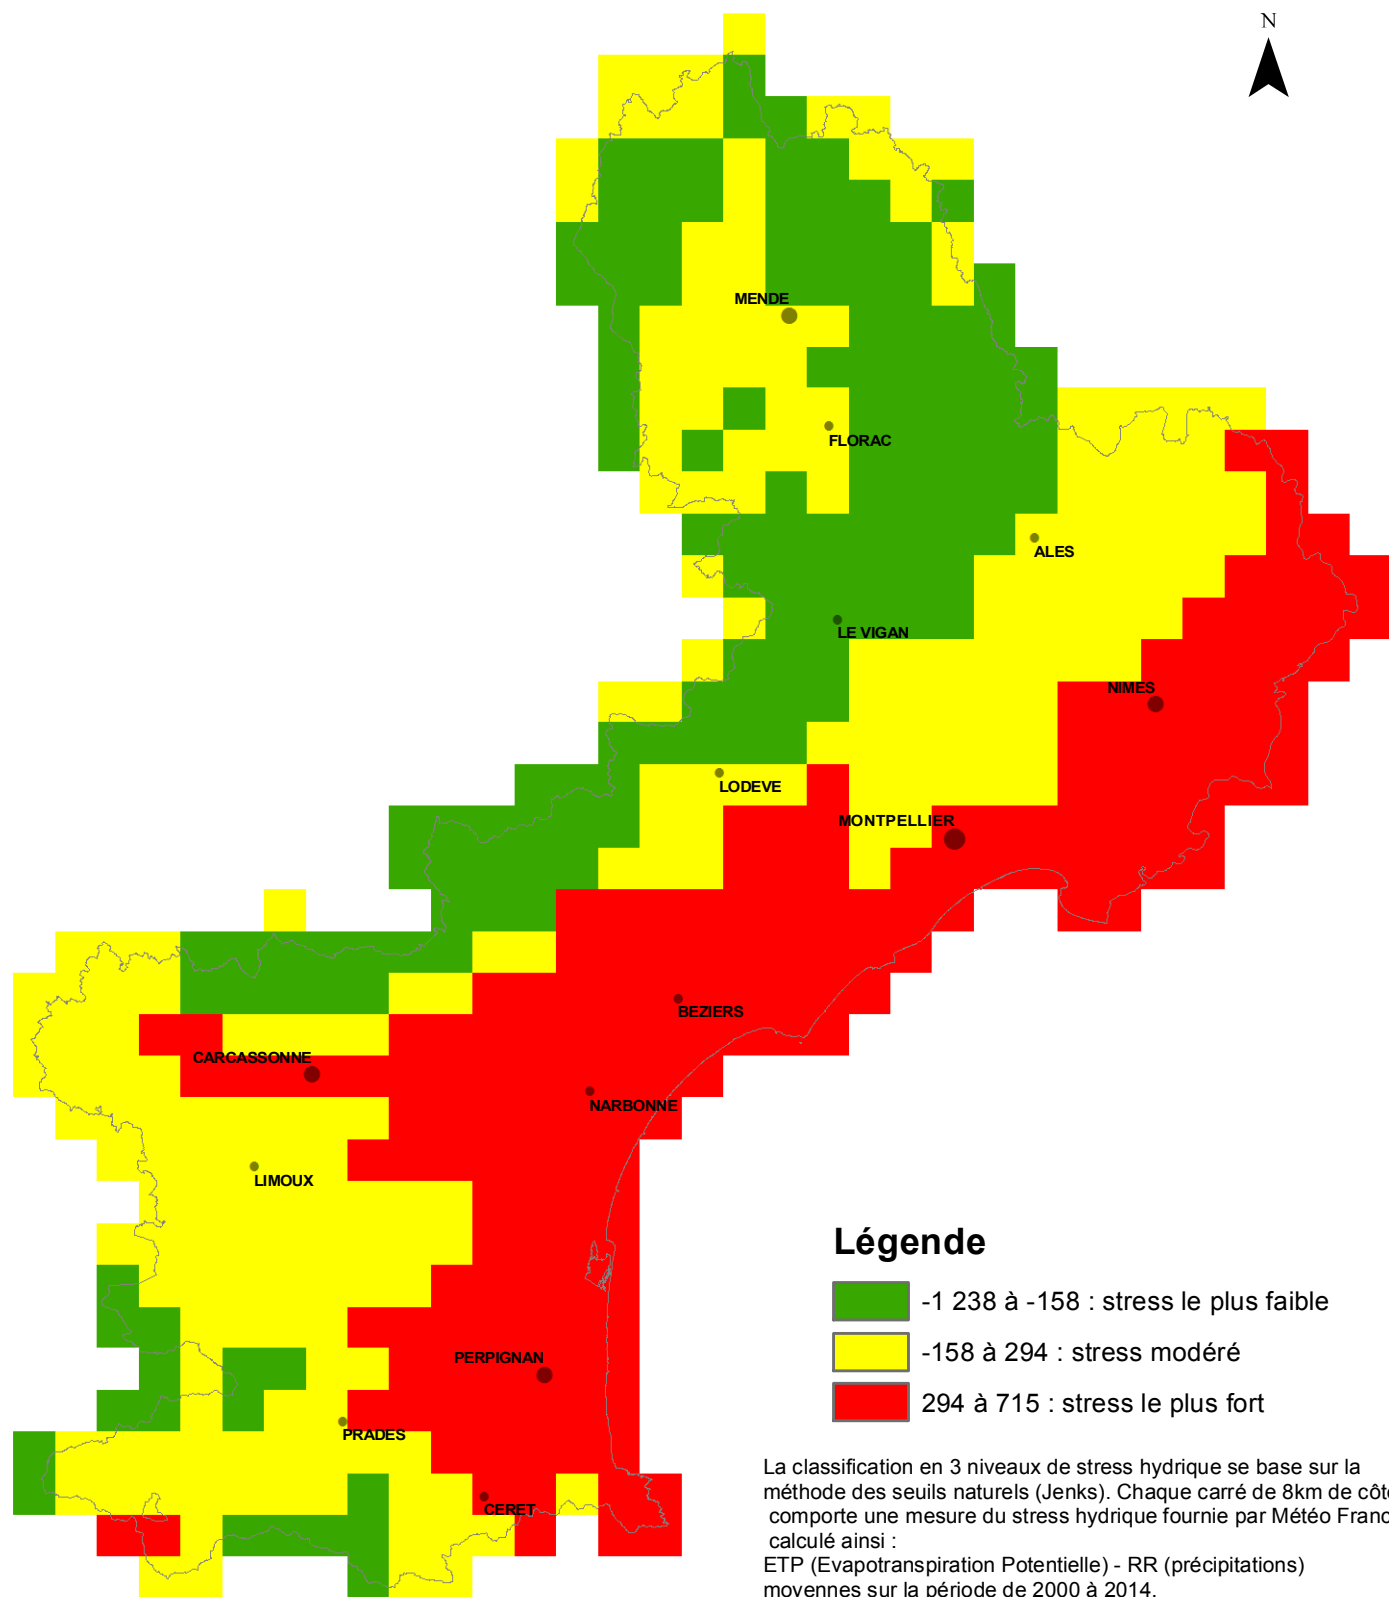 N
MENDE
FLORAC
ALES
LE VIGAN
NIMES
LODEVE
MONTPELLIER
BEZIERS
CARCASSONNE
NARBONNE
LIMOUX
PERPIGNAN
PRADES
CERET
Légende
-1 238 à -158 : stress le plus faible
-158 à 294 : stress modéré
294 à 715 : stress le plus fort
La classification en 3 niveaux de stress hydrique se base sur la
méthode des seuils naturels (Jenks). Chaque carré de 8km de côté
comporte une mesure du stress hydrique fournie par Météo Franc
calculé ainsi :
ETP (Evapotranspiration Potentielle) - RR (précipitations)
moyennes sur la période de 2000 à 2014.